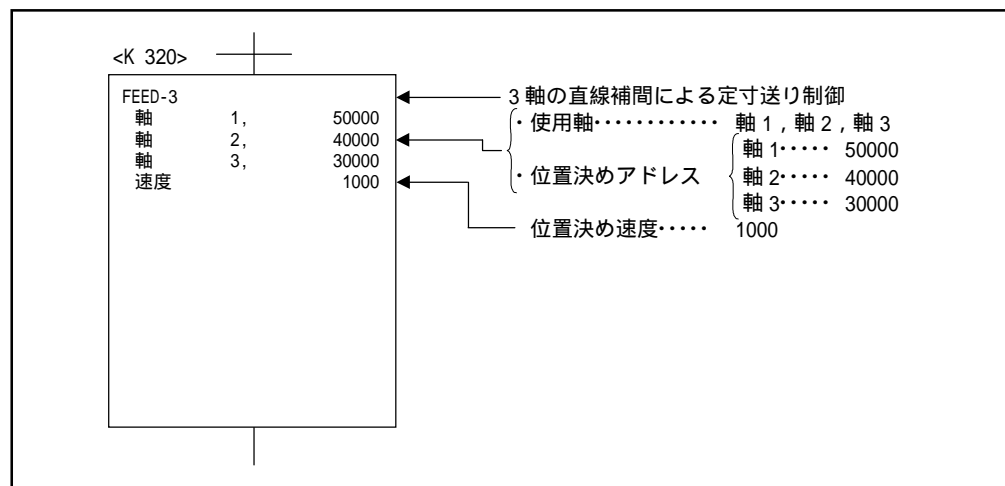 <K 320>
FEED-3
軸 1, 50000
軸 2, 40000
軸 3, 30000
速度 1000
3軸の直線補間による定寸送り制御
・使用軸············ 軸1,軸2,軸3
・位置決めアドレス
軸1····· 50000
軸2····· 40000
軸3····· 30000
位置決め速度····· 1000